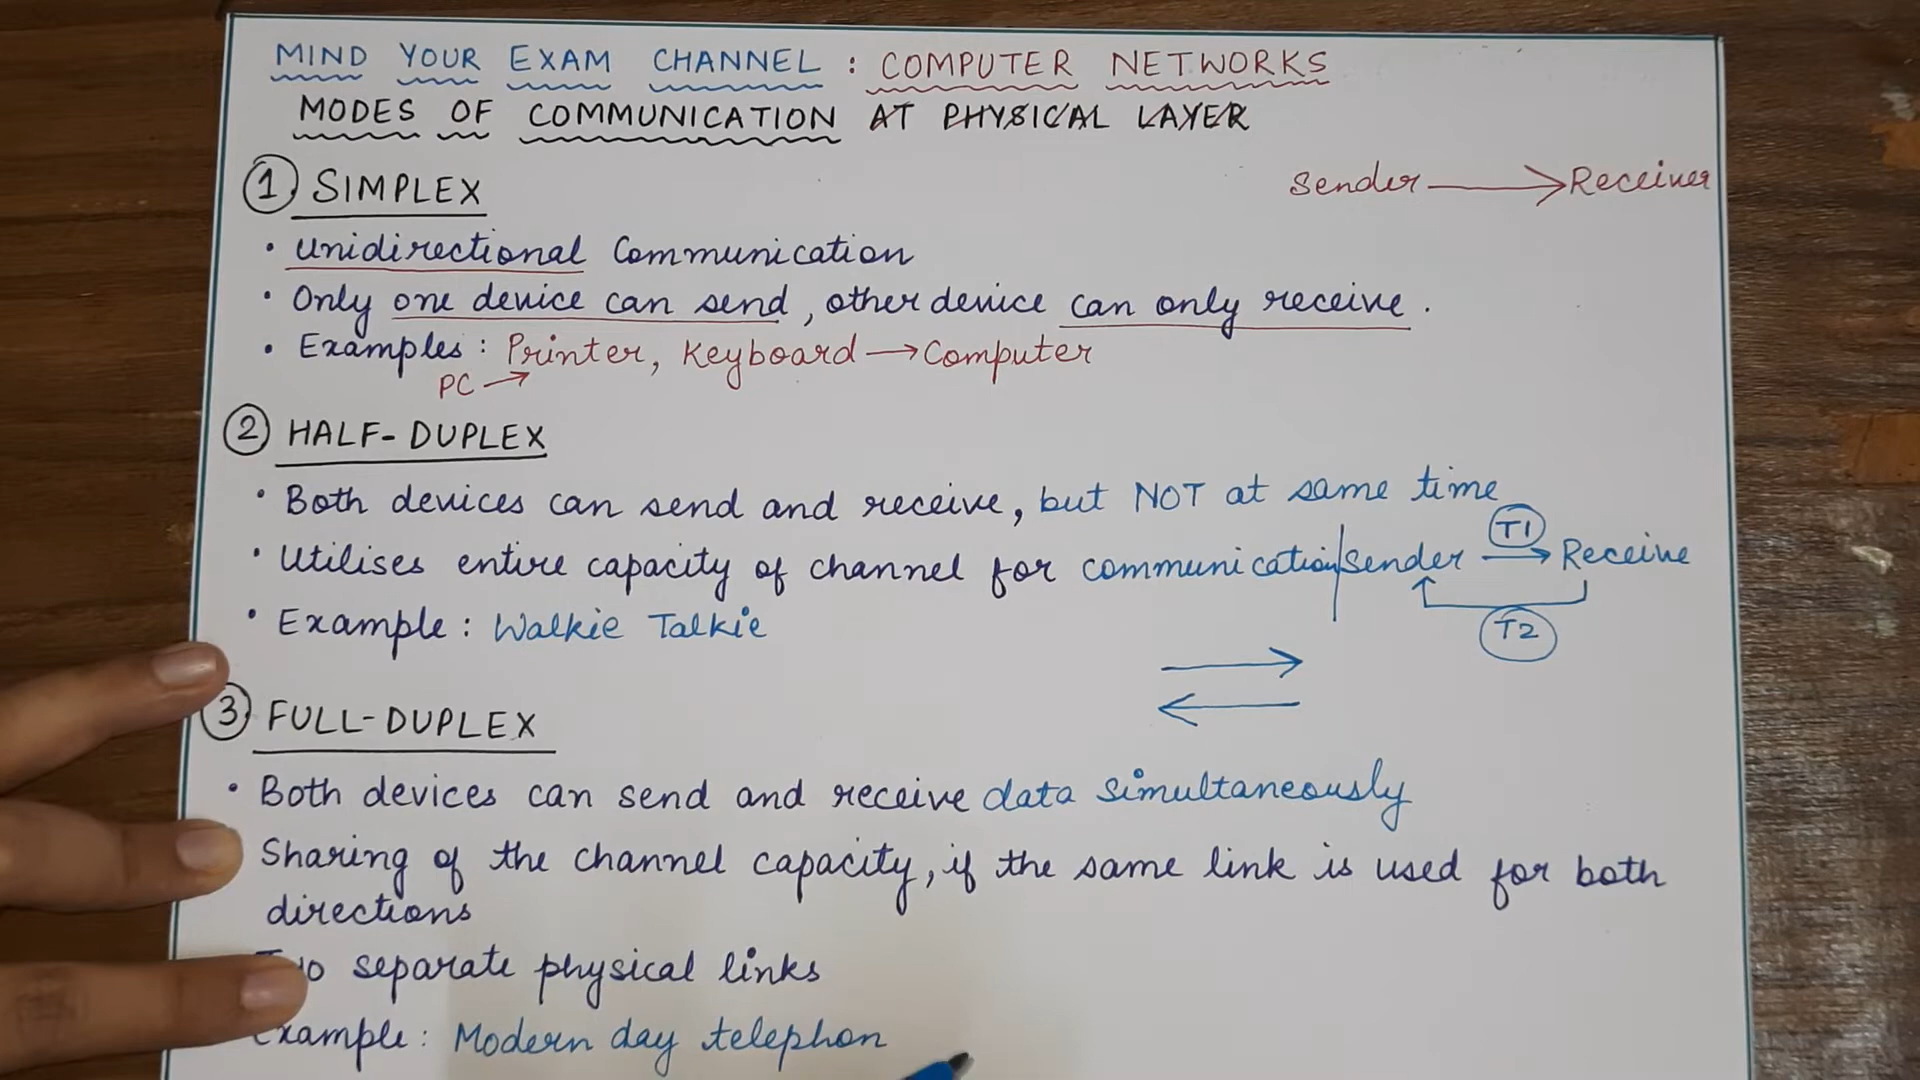 MIND YOUR EXAM CHANNEL : COMPUTER NETWORKS
MODES OF COMMUNICATION AT PHYSICAL LAYER
① SIMPLEX
Sender → Receiver
• Unidirectional Communication
• Only one device can send, other device can only receive.
• Examples: Printer, Keyboard → Computer
PC →
② HALF-DUPLEX
• Both devices can send and receive, but NOT at same time
• Utilises entire capacity of channel for communication
Sender T1 → Receive
T2
• Example: Walkie Talkie
③ FULL-DUPLEX
• Both devices can send and receive data simultaneously
Sharing of the channel capacity, if the same link is used for both
directions
separate physical links
Example: Modern day telephon